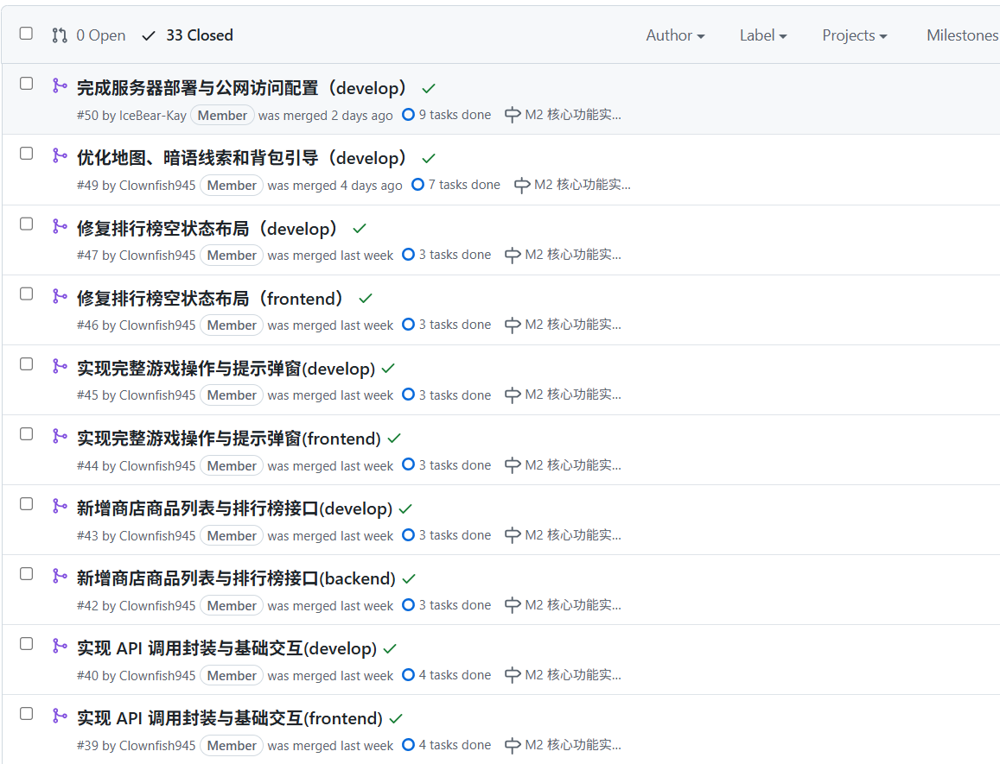 0 Open 33 Closed Author Label Projects Milestones
完成服务器部署与公网访问配置（develop）
#50 by IceBear-Kay Member was merged 2 days ago 9 tasks done M2 核心功能实...
优化地图、暗语线索和背包引导（develop）
#49 by Clownfish945 Member was merged 4 days ago 7 tasks done M2 核心功能实...
修复排行榜空状态布局（develop）
#47 by Clownfish945 Member was merged last week 3 tasks done M2 核心功能实...
修复排行榜空状态布局（frontend）
#46 by Clownfish945 Member was merged last week 3 tasks done M2 核心功能实...
实现完整游戏操作与提示弹窗(develop)
#45 by Clownfish945 Member was merged last week 3 tasks done M2 核心功能实...
实现完整游戏操作与提示弹窗(frontend)
#44 by Clownfish945 Member was merged last week 3 tasks done M2 核心功能实...
新增商店商品列表与排行榜接口(develop)
#43 by Clownfish945 Member was merged last week 3 tasks done M2 核心功能实...
新增商店商品列表与排行榜接口(backend)
#42 by Clownfish945 Member was merged last week 3 tasks done M2 核心功能实...
实现 API 调用封装与基础交互(develop)
#40 by Clownfish945 Member was merged last week 4 tasks done M2 核心功能实...
实现 API 调用封装与基础交互(frontend)
#39 by Clownfish945 Member was merged last week 4 tasks done M2 核心功能实...